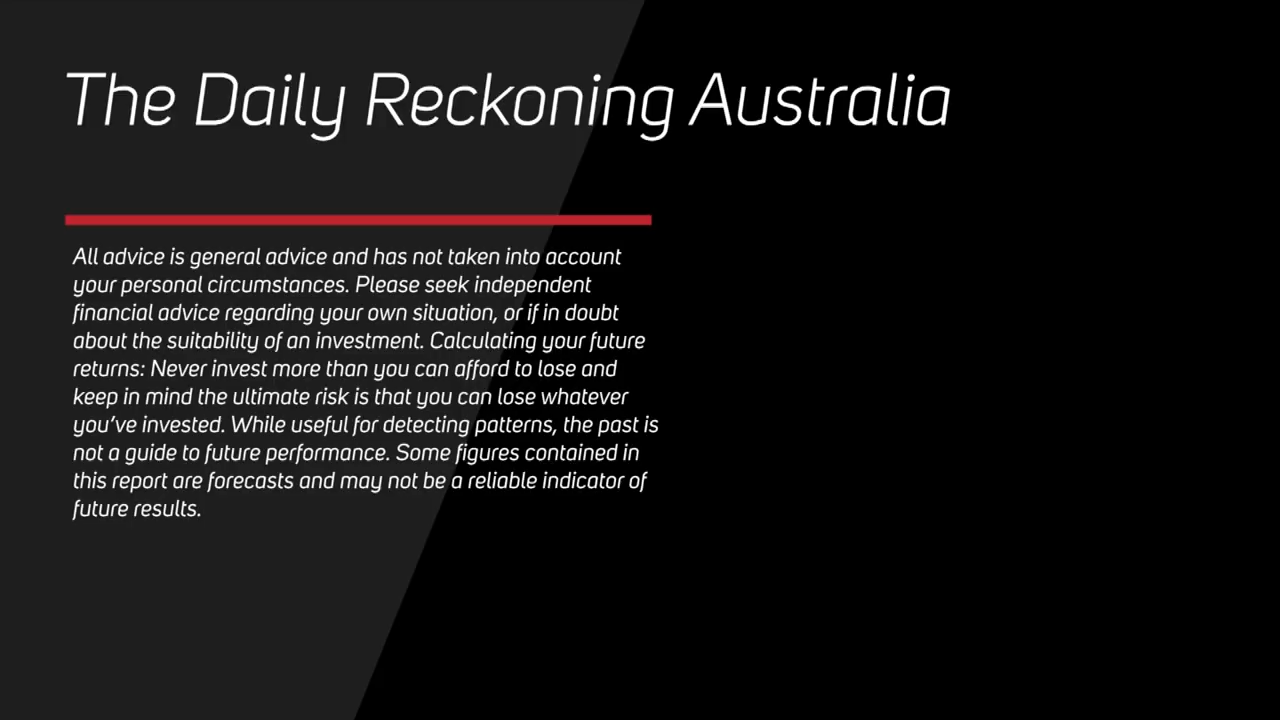 The Daily Reckoning Australia
All advice is general advice and has not taken into account
your personal circumstances. Please seek independent
financial advice regarding your own situation, or if in doubt
about the suitability of an investment. Calculating your future
returns: Never invest more than you can afford to lose and
keep in mind the ultimate risk is that you can lose whatever
you’ve invested. While useful for detecting patterns, the past is
not a guide to future performance. Some figures contained in
this report are forecasts and may not be a reliable indicator of
future results.